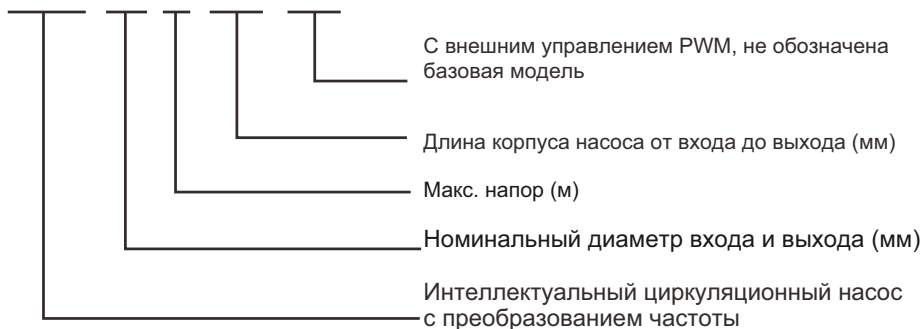 С внешним управлением PWM, не обозначена
базовая модель
Длина корпуса насоса от входа до выхода (мм)
Макс. напор (м)
Номинальный диаметр входа и выхода (мм)
Интеллектуальный циркуляционный насос
с преобразованием частоты